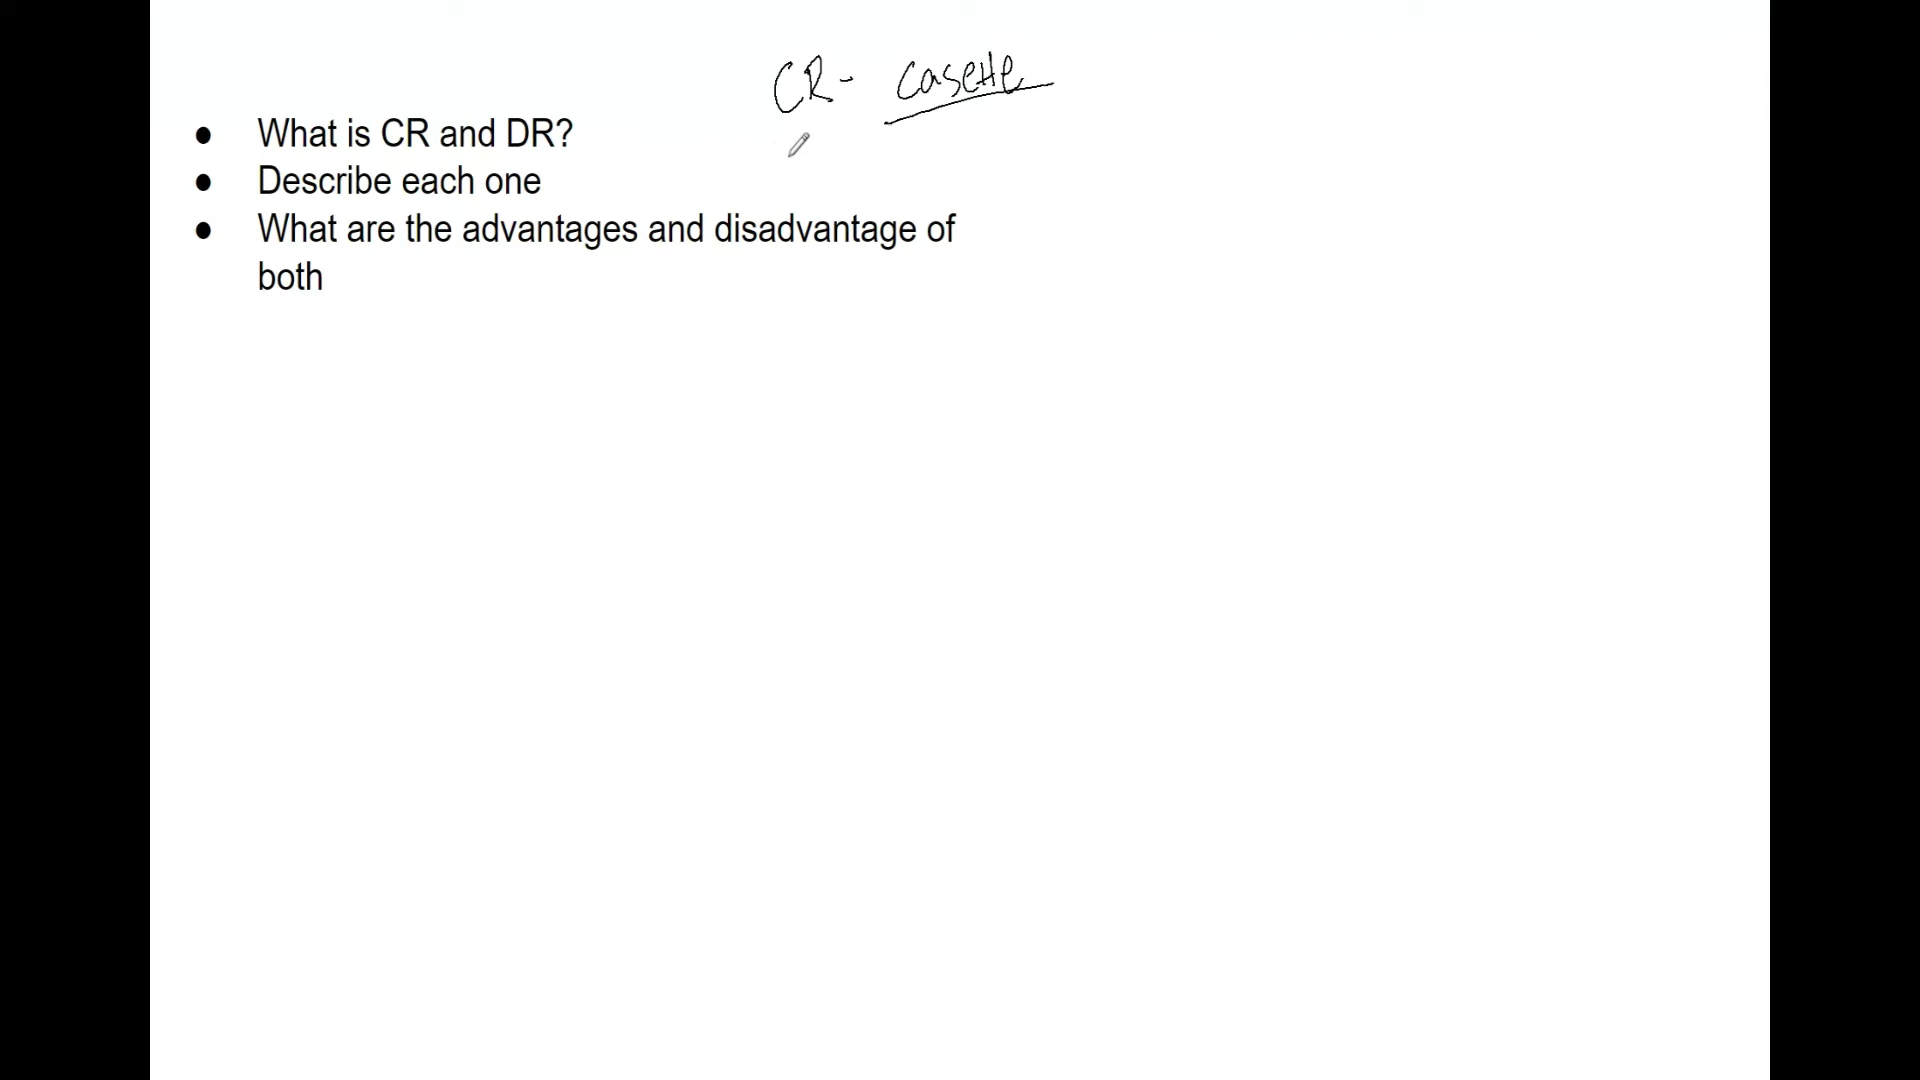 CR- casette
● What is CR and DR?
● Describe each one
● What are the advantages and disadvantage of
both